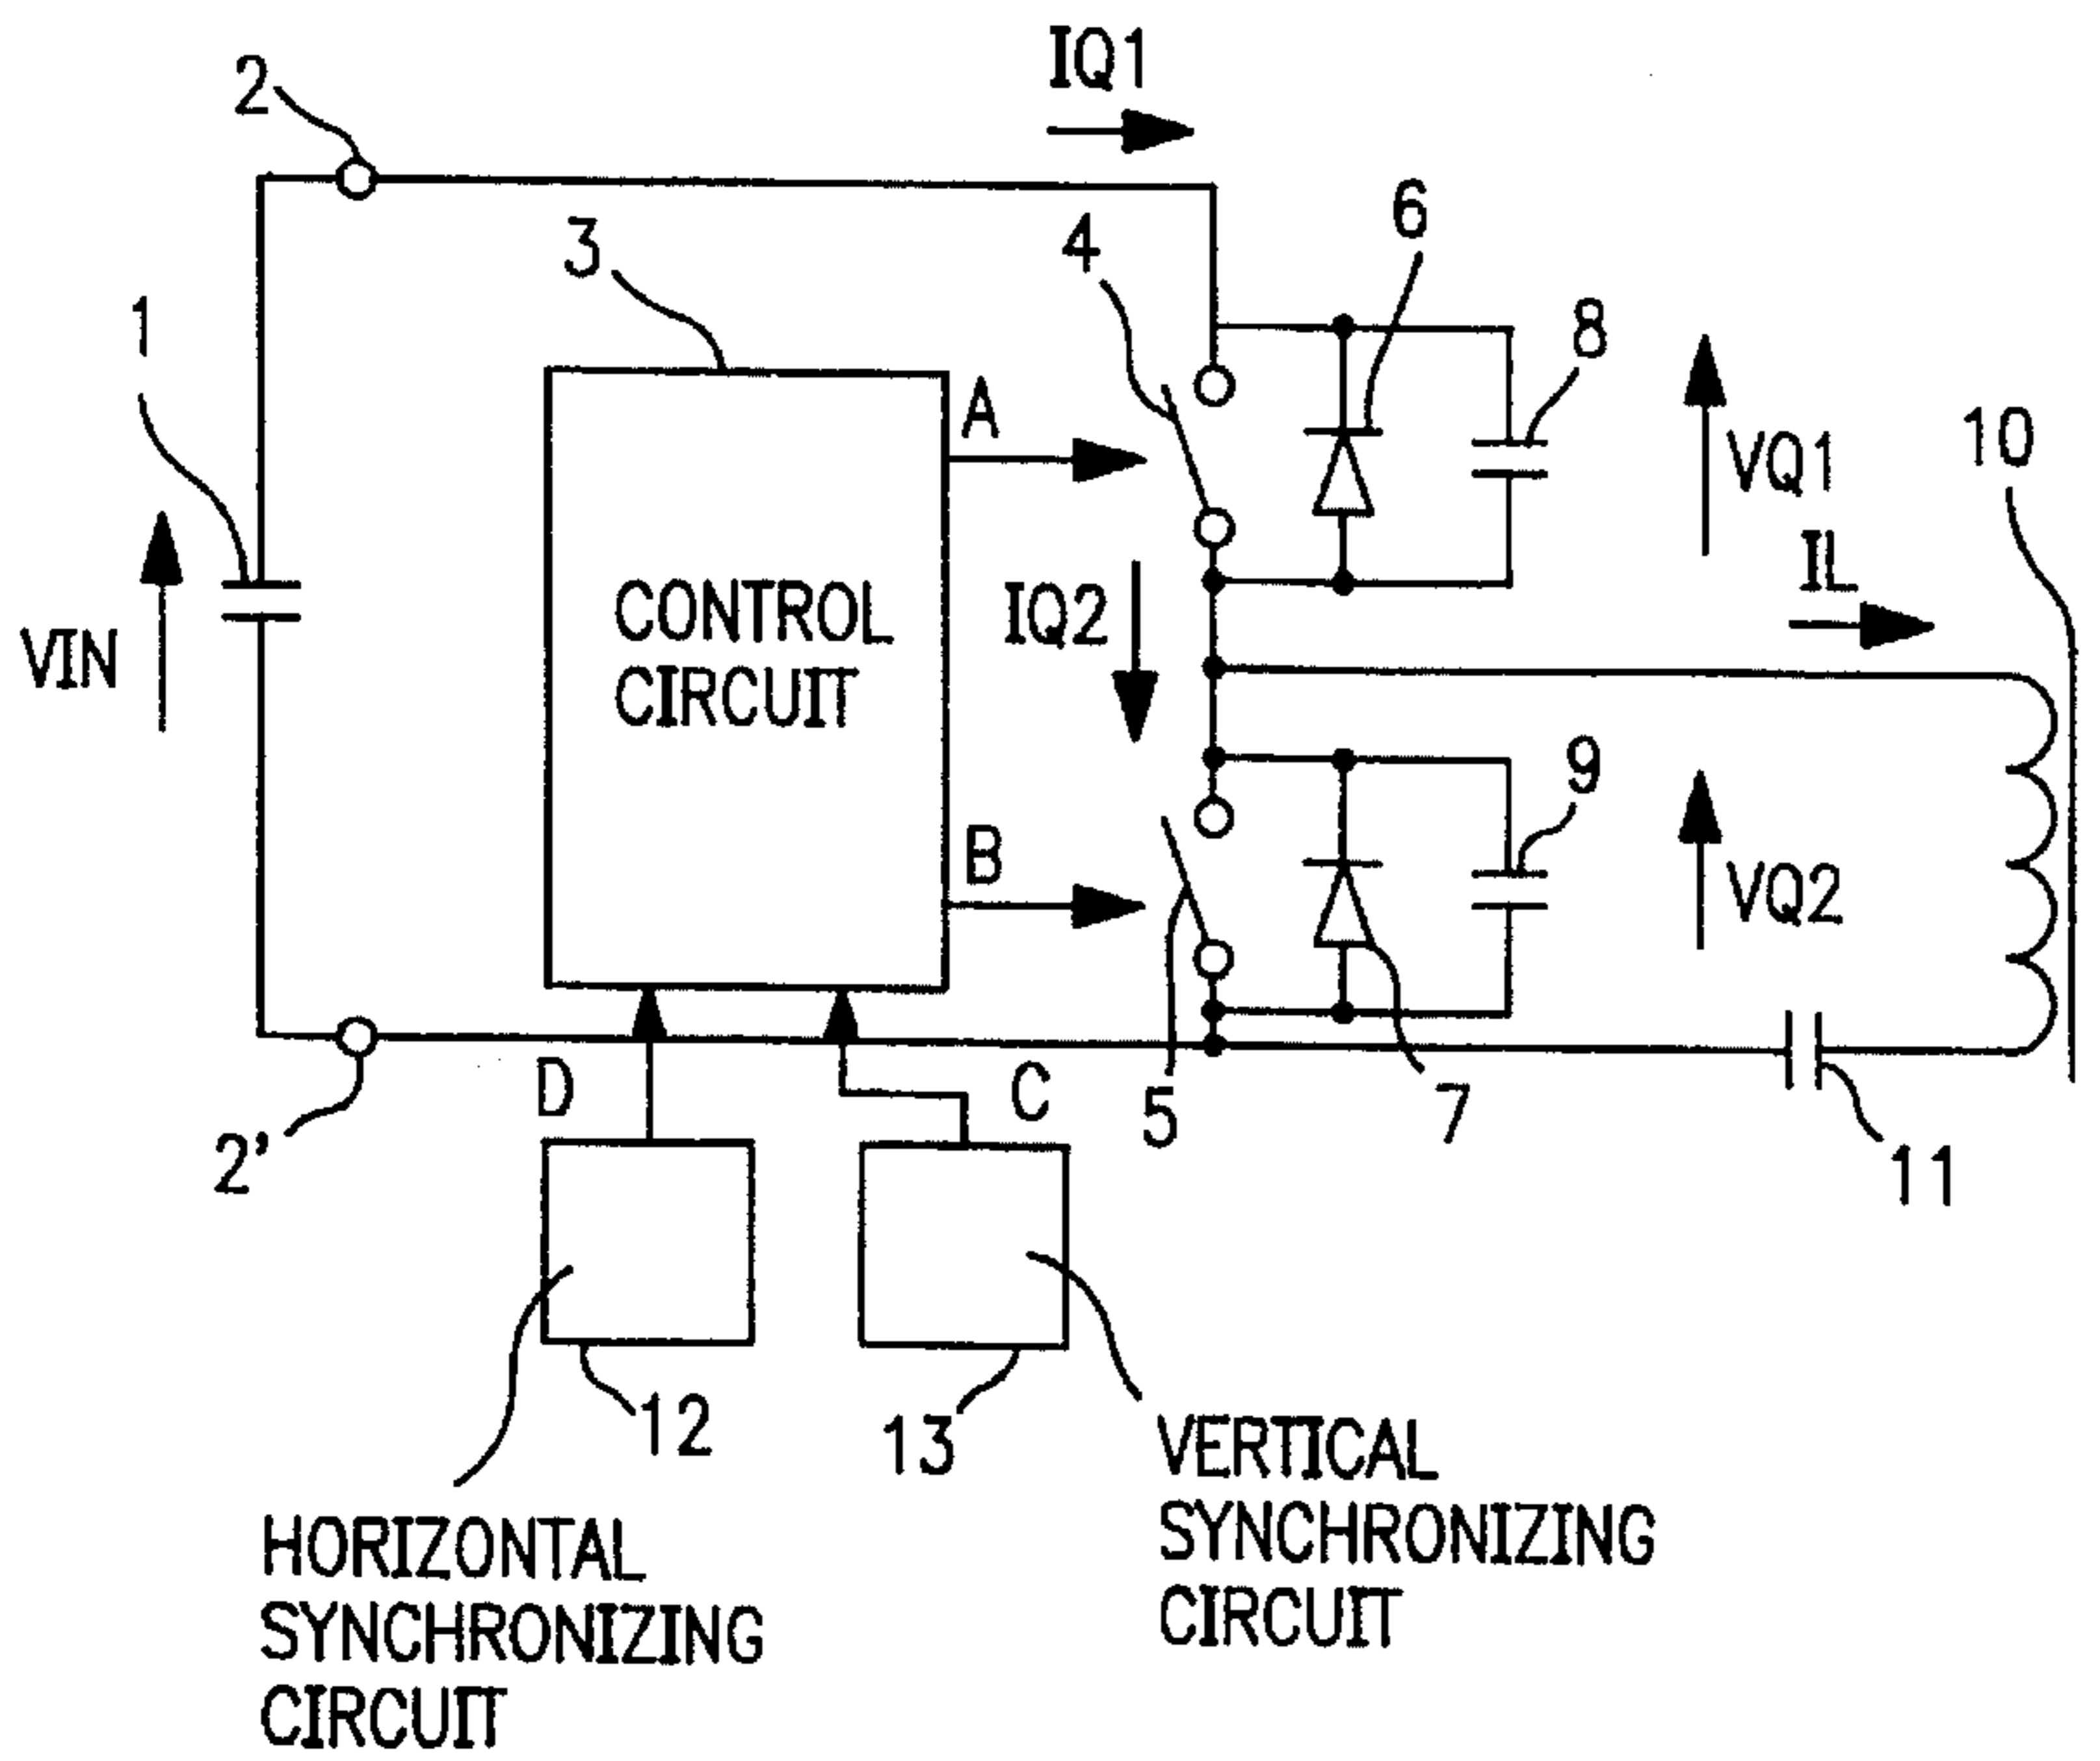 IQ1
2
3
4
6
8
1
A
VQ1
10
VIN
CONTROL
CIRCUIT
IQ2
IL
B
9
VQ2
D
C
5
7
2'
11
12
13
HORIZONTAL
SYNCHRONIZING
CIRCUIT
VERTICAL
SYNCHRONIZING
CIRCUIT